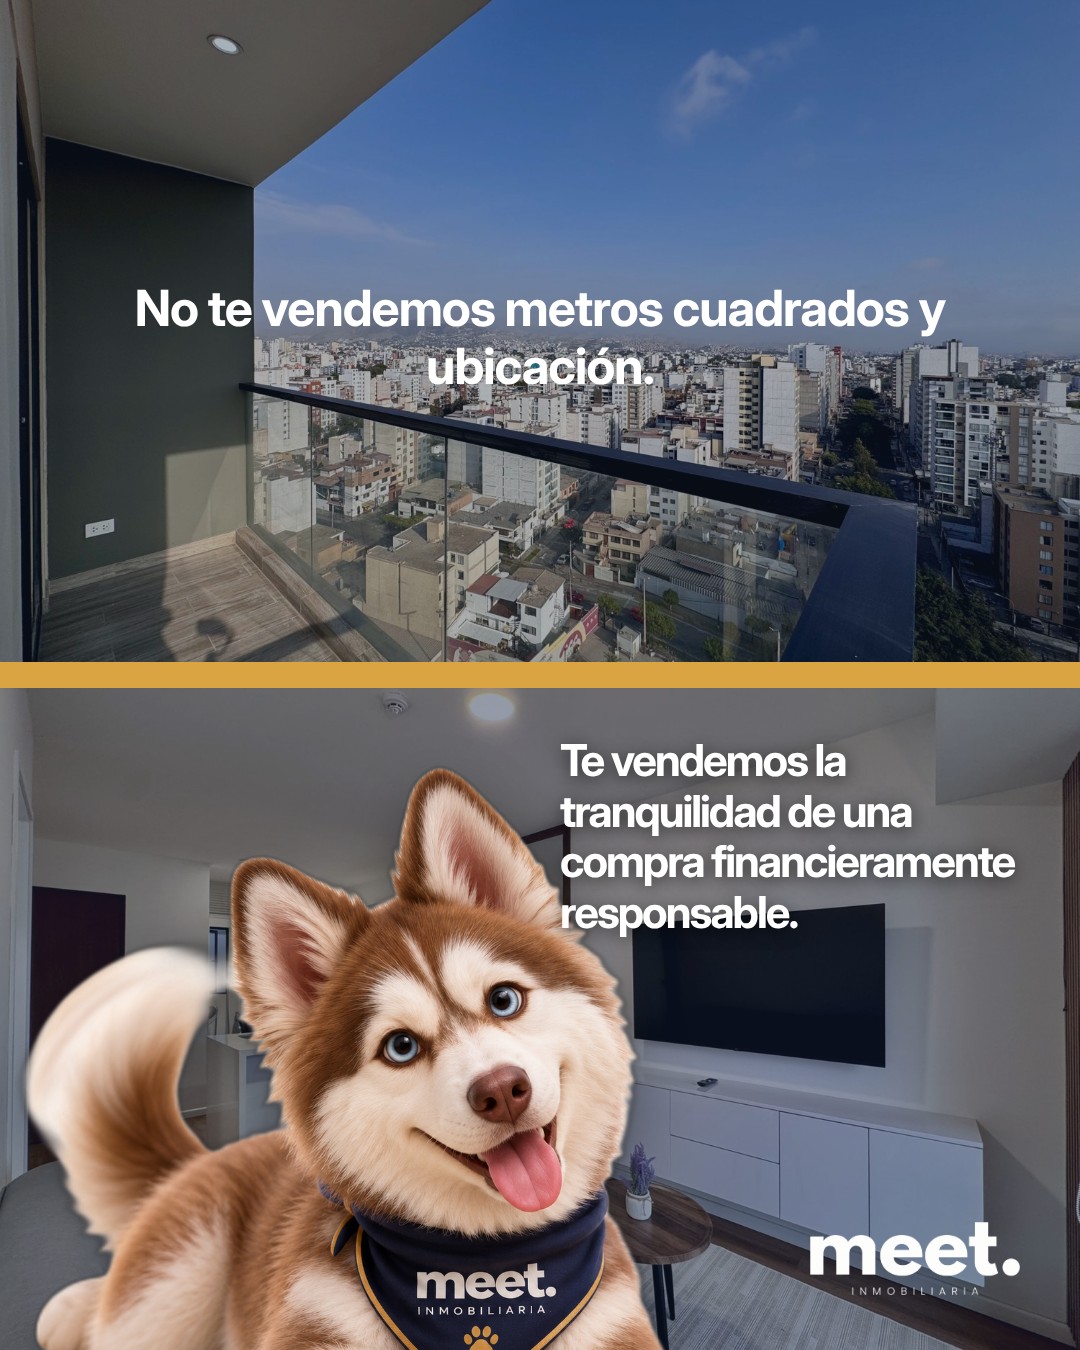 No te vendemos metros cuadrados y
ubicación.
Te vendemos la
tranquilidad de una
compra financieramente
responsable.
meet.
INMOBILIARIA
meet.
INMOBILIARIA